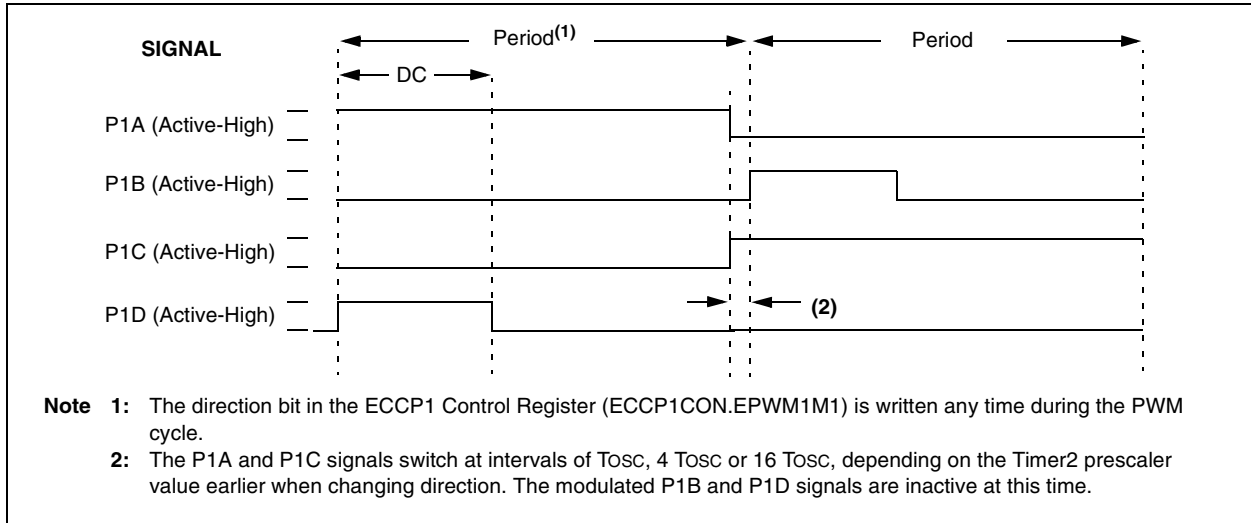 SIGNAL
Period(1)
Period
DC
P1A (Active-High)
P1B (Active-High)
P1C (Active-High)
P1D (Active-High)
(2)
Note 1: The direction bit in the ECCP1 Control Register (ECCP1CON.EPWM1M1) is written any time during the PWM
cycle.
2: The P1A and P1C signals switch at intervals of TOSC, 4 TOSC or 16 TOSC, depending on the Timer2 prescaler
value earlier when changing direction. The modulated P1B and P1D signals are inactive at this time.